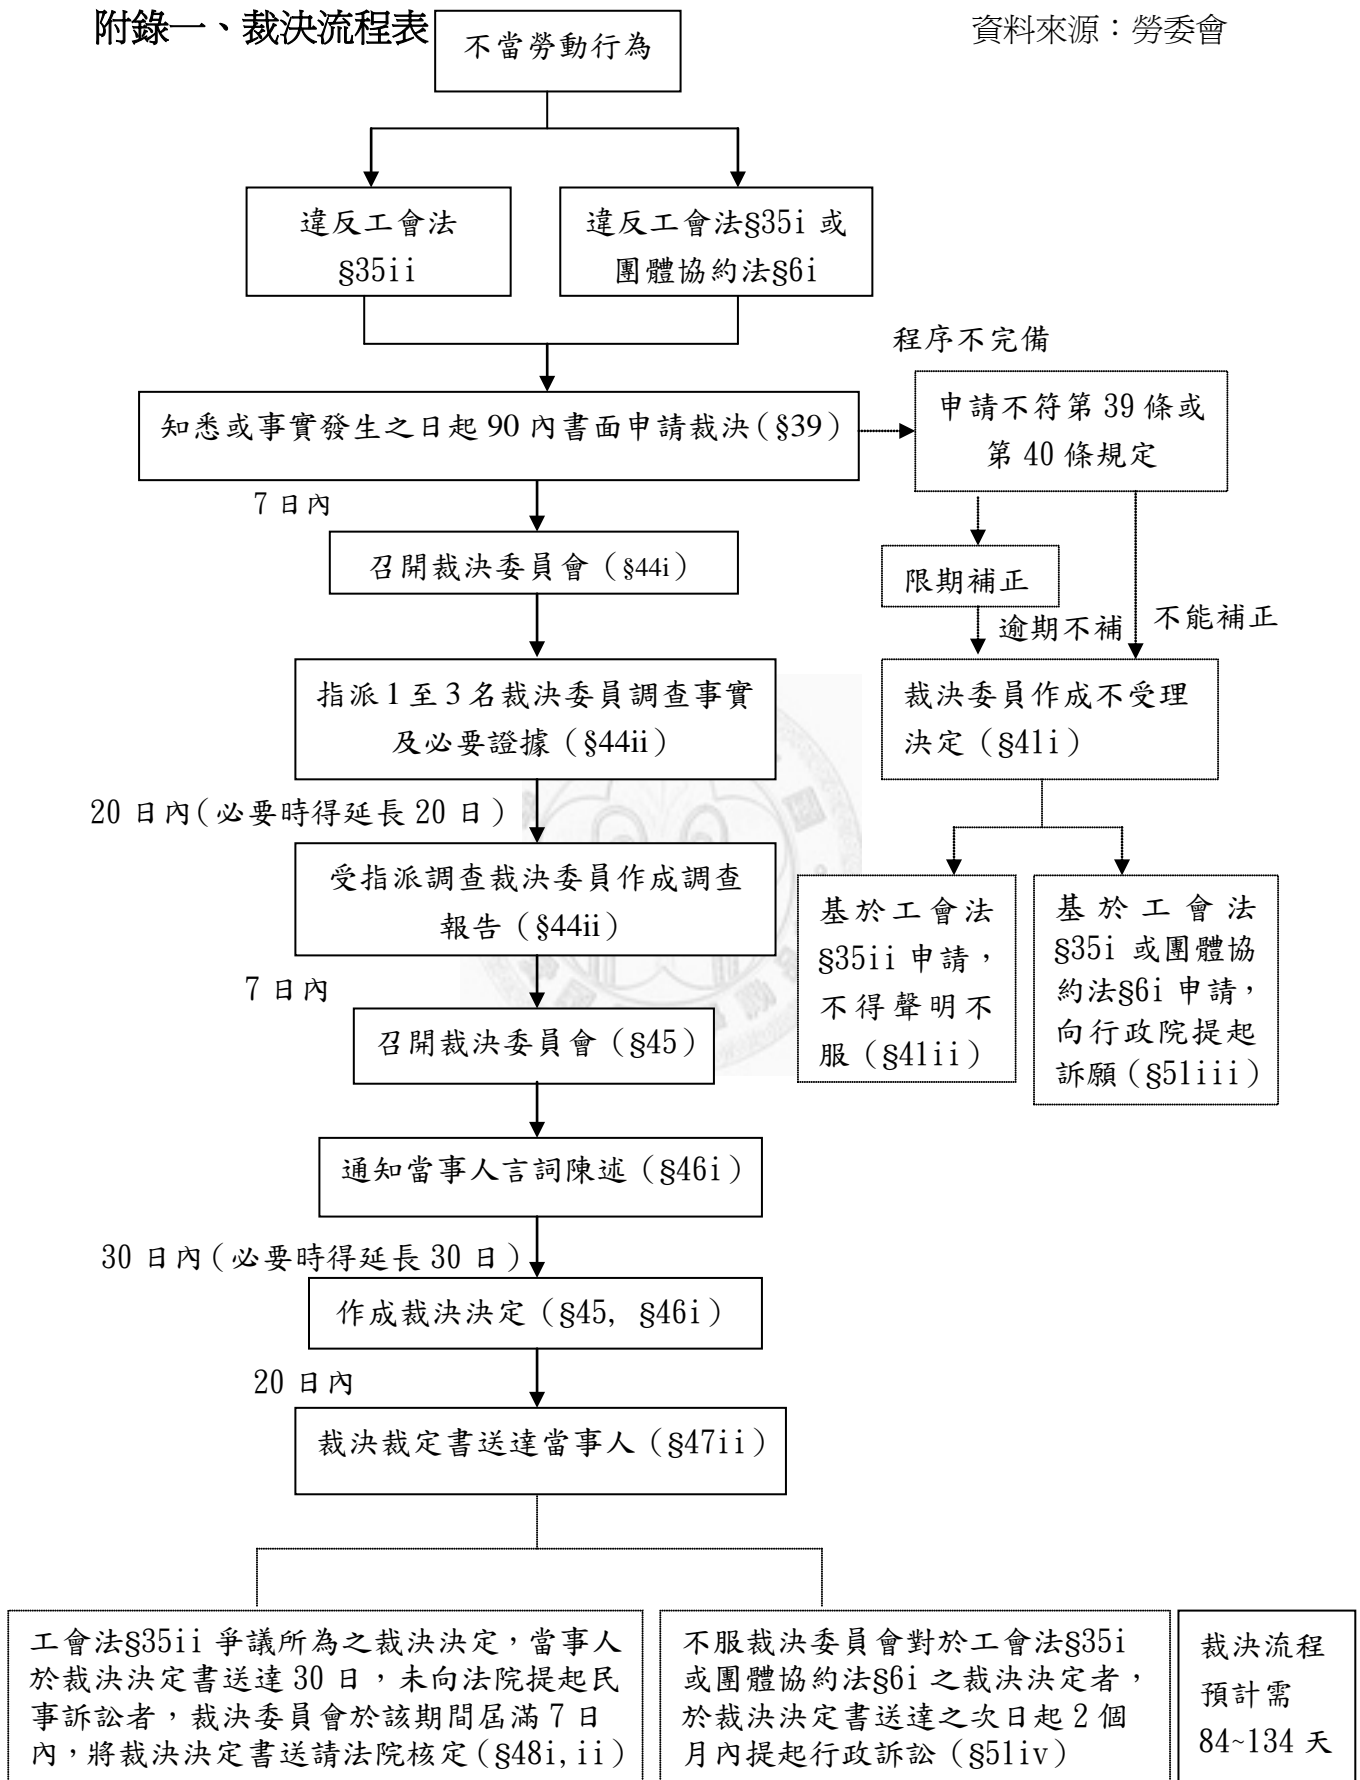 附錄一、裁決流程表
資料來源：勞委會
不當勞動行為
違反工會法
§35ii
違反工會法§35i 或
團體協約法§6i
程序不完備
知悉或事實發生之日起 90 內書面申請裁決（§39）
申請不符第 39 條或
第 40 條規定
7 日內
召開裁決委員會（§44i）
限期補正
逾期不補
不能補正
指派 1 至 3 名裁決委員調查事實
及必要證據（§44ii）
裁決委員作成不受理
決定（§41i）
20 日內（必要時得延長 20 日）
受指派調查裁決委員作成調查
報告（§44ii）
基於工會法
§35ii 申請，
不得聲明不
服（§41ii）
基於工會法
§35i 或團體協
約法§6i 申請，
向行政院提起
訴願（§51iii）
7 日內
召開裁決委員會（§45）
通知當事人言詞陳述（§46i）
30 日內（必要時得延長 30 日）
作成裁決決定（§45, §46i）
20 日內
裁決裁定書送達當事人（§47ii）
工會法§35ii 爭議所為之裁決決定，當事人
於裁決決定書送達 30 日，未向法院提起民
事訴訟者，裁決委員會於該期間屆滿 7 日
內，將裁決決定書送請法院核定（§48i,ii）
不服裁決委員會對於工會法§35i
或團體協約法§6i 之裁決決定者，
於裁決決定書送達之次日起 2 個
月內提起行政訴訟（§51iv）
裁決流程
預計需
84~134 天